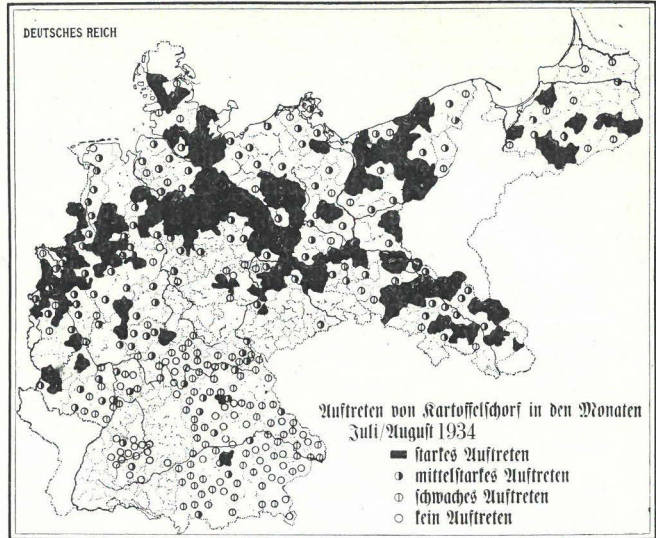 DEUTSCHES REICH
Auftreten von Kartoffelschorf in den Monaten
Juli/August 1934
starkes Auftreten
mittelstarkes Auftreten
schwaches Auftreten
kein Auftreten